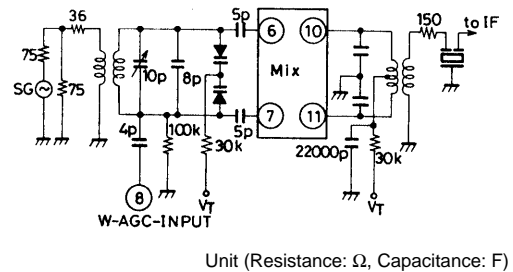 36
75
SG
75
10p
8p
5p
6
10
Mix
7
11
5p
4p
100k
30k
8
W-AGC-INPUT
VT
150
to IF
22000p
30k
VT
Unit (Resistance: Ω, Capacitance: F)